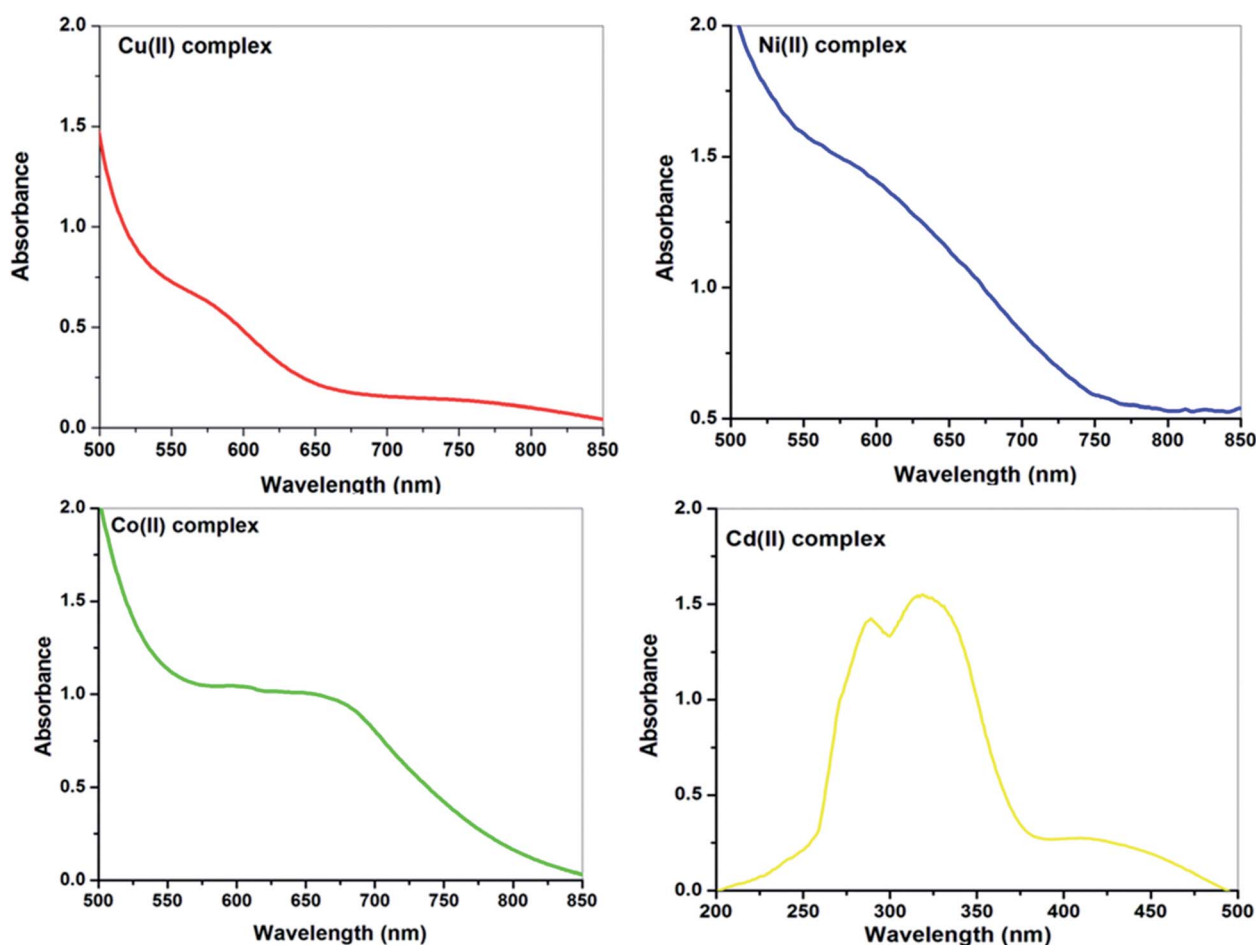 Cu(II) complex
2.0
1.5
1.0
0.5
0.0
Absorbance
500 550 600 650 700 750 800 850
Wavelength (nm)
Ni(II) complex
2.0
1.5
1.0
0.5
Absorbance
500 550 600 650 700 750 800 850
Wavelength (nm)
Co(II) complex
2.0
1.5
1.0
0.5
0.0
Absorbance
500 550 600 650 700 750 800 850
Wavelength (nm)
Cd(II) complex
2.0
1.5
1.0
0.5
0.0
Absorbance
200 250 300 350 400 450 500
Wavelength (nm)